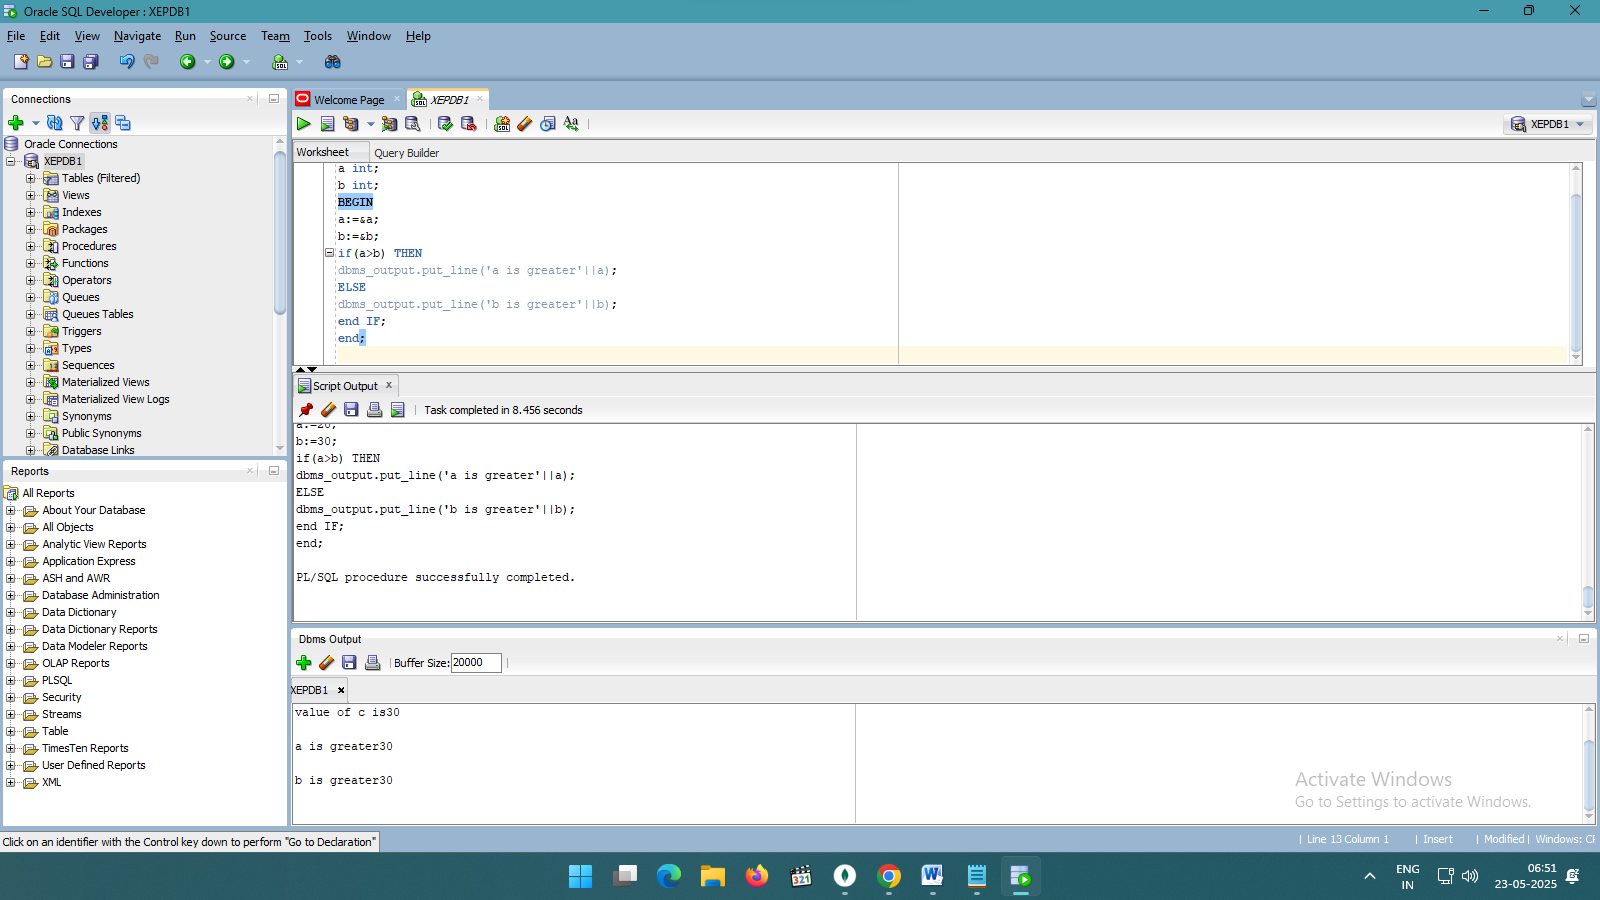 Oracle SQL Developer : XEPDB1
File Edit View Navigate Run Source Team Tools Window Help
Connections
Oracle Connections
XEPDB1
Tables (Filtered)
Views
Indexes
Packages
Procedures
Functions
Operators
Queues
Queues Tables
Triggers
Types
Sequences
Materialized Views
Materialized View Logs
Synonyms
Public Synonyms
Database Links
Reports
All Reports
About Your Database
All Objects
Analytic View Reports
Application Express
ASH and AWR
Database Administration
Data Dictionary
Data Dictionary Reports
Data Modeler Reports
OLAP Reports
PLSQL
Security
Streams
Table
TimesTen Reports
User Defined Reports
XML
Welcome Page XEPDB1
XEPDB1
Worksheet Query Builder
a int;
b int;
BEGIN
a:=&a;
b:=&b;
if(a>b) THEN
dbms_output.put_line('a is greater'||a);
ELSE
dbms_output.put_line('b is greater'||b);
end IF;
end;
Script Output
Task completed in 8.456 seconds
a:=20;
b:=30;
if(a>b) THEN
dbms_output.put_line('a is greater'||a);
ELSE
dbms_output.put_line('b is greater'||b);
end IF;
end;
PL/SQL procedure successfully completed.
Dbms Output
Buffer Size: 20000
XEPDB1
value of c is30
a is greater30
b is greater30
Activate Windows
Go to Settings to activate Windows.
Click on an identifier with the Control key down to perform "Go to Declaration"
Line 13 Column 1 Insert Modified Windows: CR
321
ENG
IN
06:51
23-05-2025